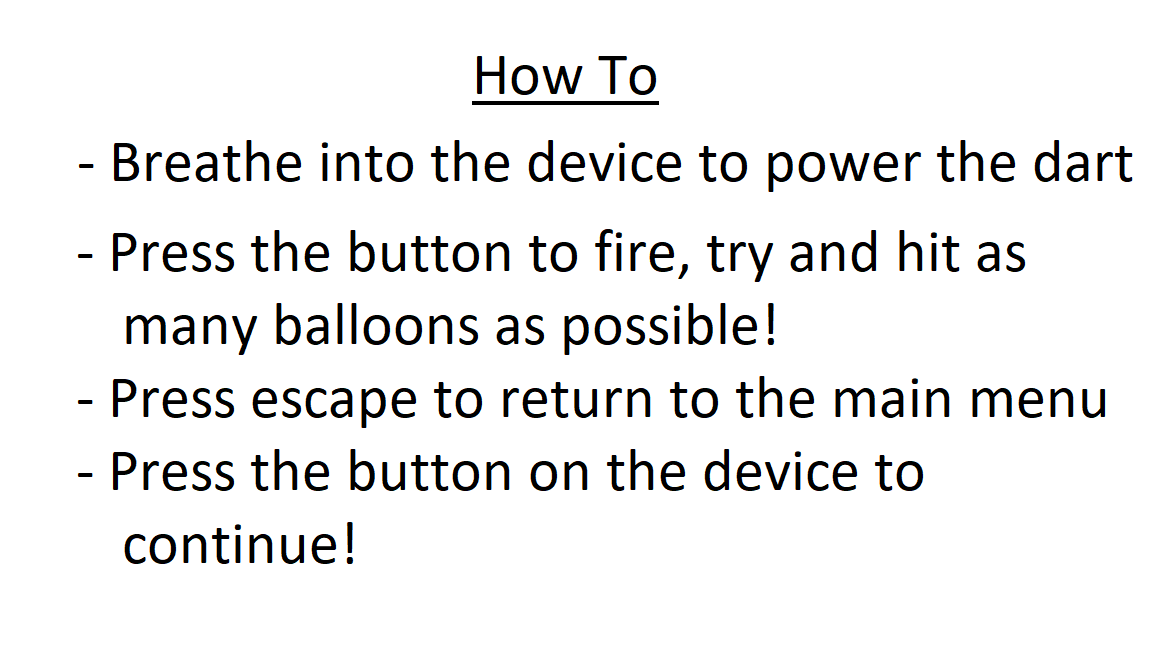 How To
- Breathe into the device to power the dart
- Press the button to fire, try and hit as
many balloons as possible!
- Press escape to return to the main menu
- Press the button on the device to
continue!